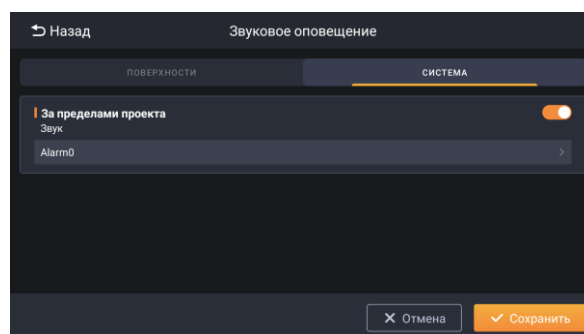 Назад
Звуковое оповещение
ПОВЕРХНОСТИ
СИСТЕМА
За пределами проекта
Звук
Alarm0
Отмена
Сохранить